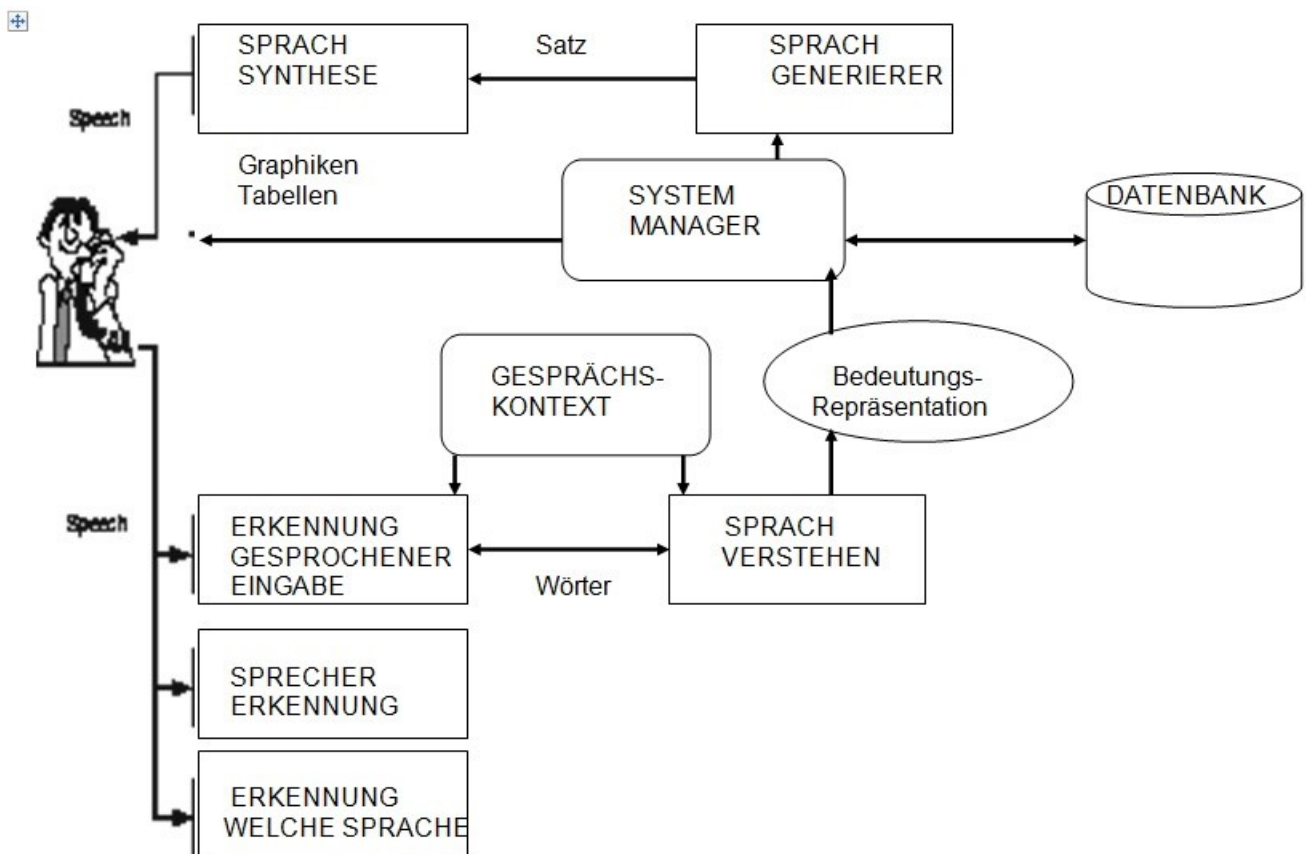 SPRACH
SYNTHESE
Satz
SPRACH
GENERIERER
Speech
Graphiken
Tabellen
SYSTEM
MANAGER
DATENBANK
GESPRÄCHS-
KONTEXT
Bedeutungs-
Repräsentation
Speech
ERKENNUNG
GESPROCHENER
EINGABE
Wörter
SPRACH
VERSTEHEN
SPRECHER
ERKENNUNG
ERKENNUNG
WELCHE SPRACHE